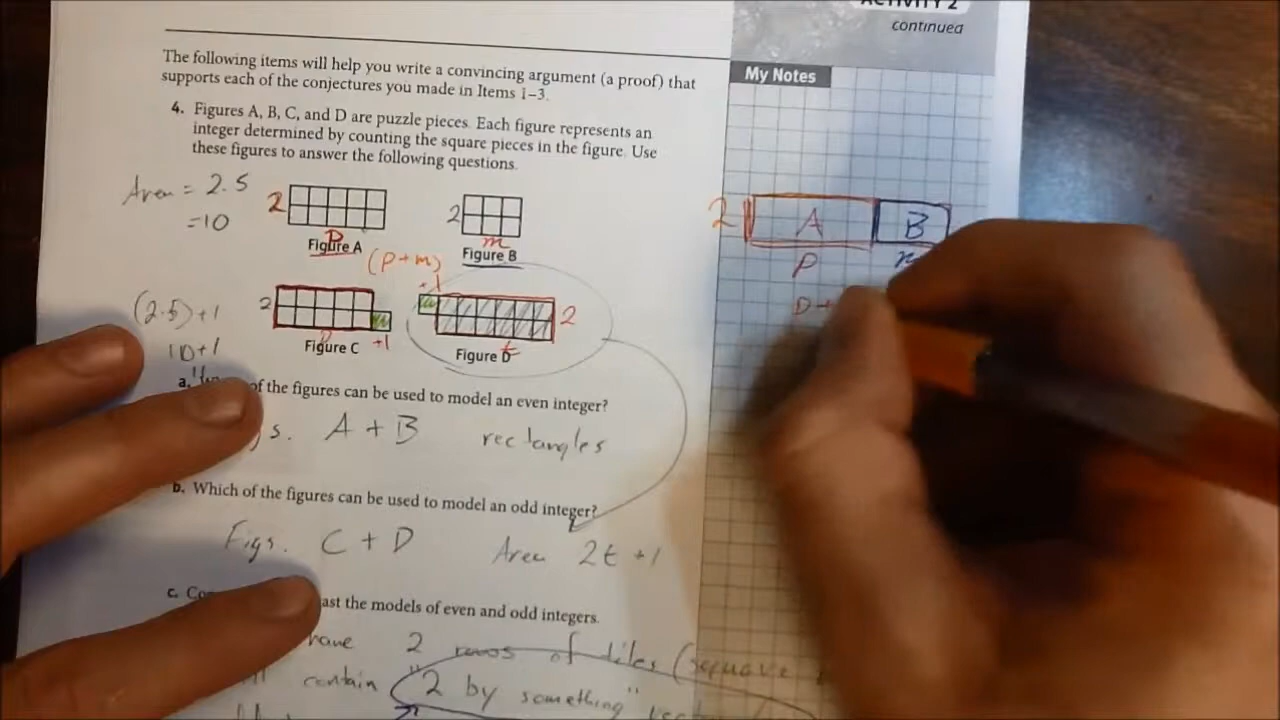 ACTIVITY 2
continued
My Notes
The following items will help you write a convincing argument (a proof) that
supports each of the conjectures you made in Items 1–3.
4. Figures A, B, C, and D are puzzle pieces. Each figure represents an
integer determined by counting the square pieces in the figure. Use
these figures to answer the following questions.
Area = 2·5
=10
2
P
Figure A
2
m
Figure B
(P+m)
(2·5)+1
10+1
2
Figure C
+1
2
t
Figure D
of the figures can be used to model an even integer?
A + B rectangles
b. Which of the figures can be used to model an odd integer?
Figs. C + D Area 2t +1
c.
ast the models of even and odd integers.
have 2 rows of tiles (square
contain "2 by something"
2
A
B
P